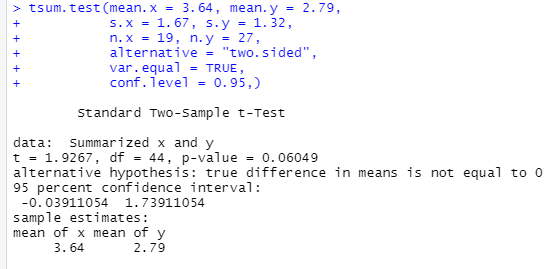 > tsum.test(mean.x = 3.64, mean.y = 2.79,
+ s.x = 1.67, s.y = 1.32,
+ n.x = 19, n.y = 27,
+ alternative = "two.sided",
+ var.equal = TRUE,
+ conf.level = 0.95,)
Standard Two-Sample t-Test
data: Summarized x and y
t = 1.9267, df = 44, p-value = 0.06049
alternative hypothesis: true difference in means is not equal to 0
95 percent confidence interval:
-0.03911054 1.73911054
sample estimates:
mean of x mean of y
3.64 2.79